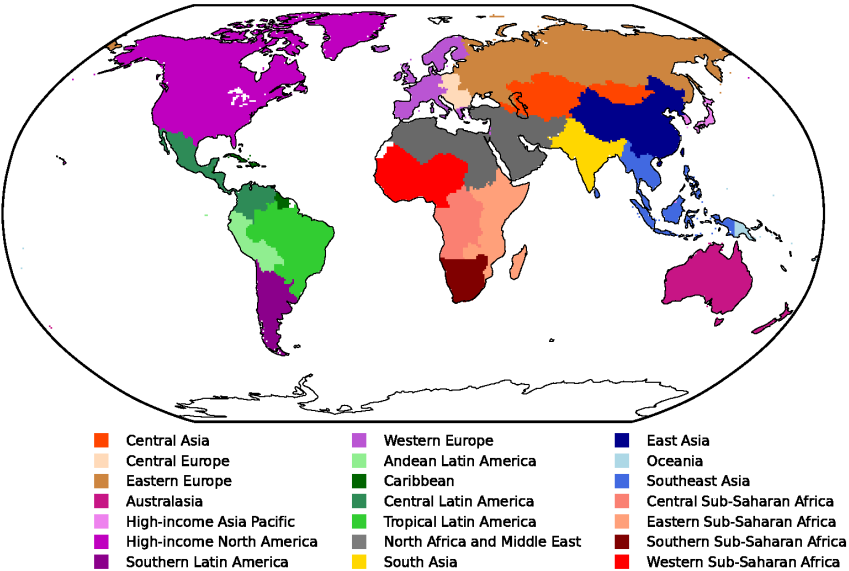 Central Asia
Central Europe
Eastern Europe
Australasia
High-income Asia Pacific
High-income North America
Southern Latin America
Western Europe
Andean Latin America
Caribbean
Central Latin America
Tropical Latin America
North Africa and Middle East
South Asia
East Asia
Oceania
Southeast Asia
Central Sub-Saharan Africa
Eastern Sub-Saharan Africa
Southern Sub-Saharan Africa
Western Sub-Saharan Africa